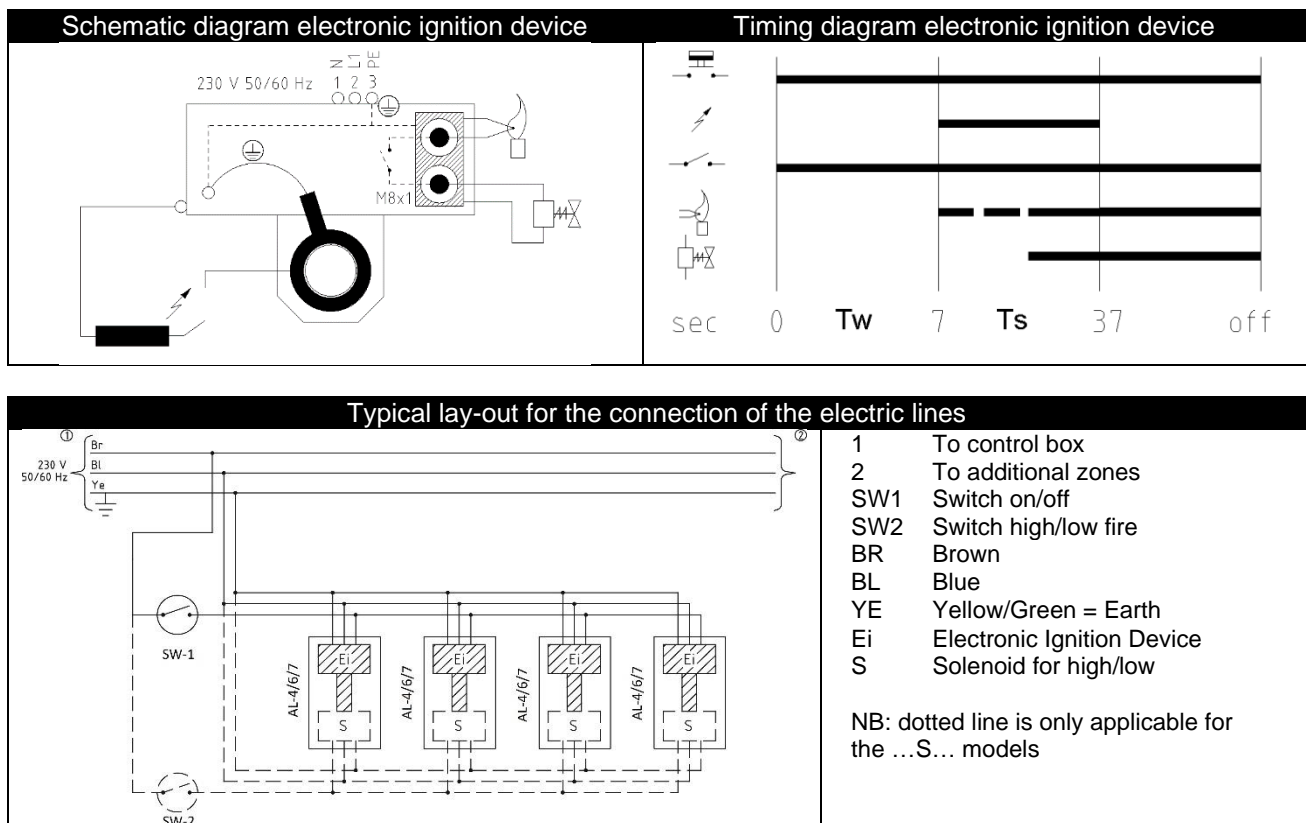 Schematic diagram electronic ignition device
N L1 PE
230 V 50/60 Hz 1 2 3
M8x1
Timing diagram electronic ignition device
sec 0 Tw 7 Ts 37 off
Typical lay-out for the connection of the electric lines
① Br ②
230 V Bl
50/60 Hz Ye
SW-1
AL-4/6/7 Ei S
AL-4/6/7 Ei S
AL-4/6/7 Ei S
AL-4/6/7 Ei S
SW-2
1 To control box
2 To additional zones
SW1 Switch on/off
SW2 Switch high/low fire
BR Brown
BL Blue
YE Yellow/Green = Earth
Ei Electronic Ignition Device
S Solenoid for high/low
NB: dotted line is only applicable for
the …S… models